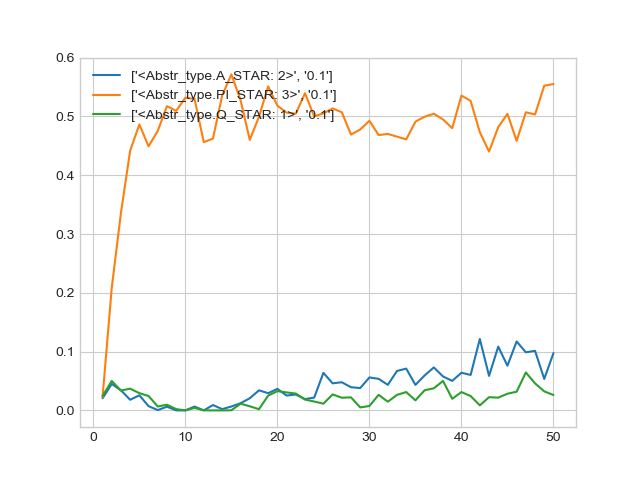 0.6
0.5
0.4
0.3
0.2
0.1
0.0
['<Abstr_type.A_STAR: 2>', '0.1']
['<Abstr_type.PI_STAR: 3>', '0.1']
['<Abstr_type.Q_STAR: 1>', '0.1']
0 10 20 30 40 50